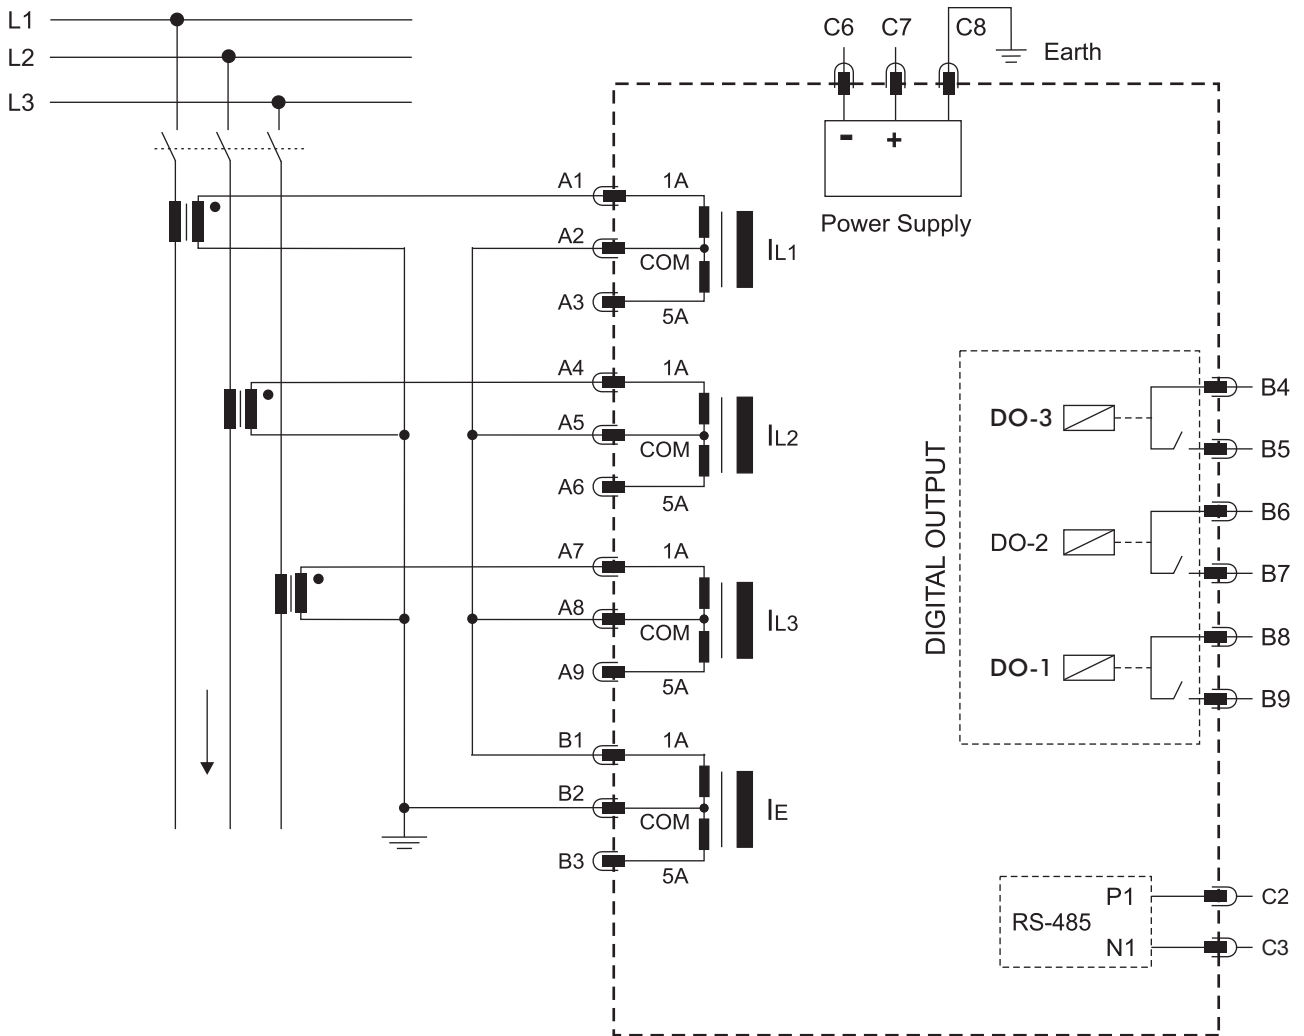 L1
L2
L3
C6 C7 C8
Earth
- +
Power Supply
A1 1A
A2 COM IL1
A3 5A
A4 1A
A5 COM IL2
A6 5A
A7 1A
A8 COM IL3
A9 5A
B1 1A
B2 COM IE
B3 5A
DIGITAL OUTPUT
DO-3 B4
B5
DO-2 B6
B7
DO-1 B8
B9
RS-485
P1 C2
N1 C3